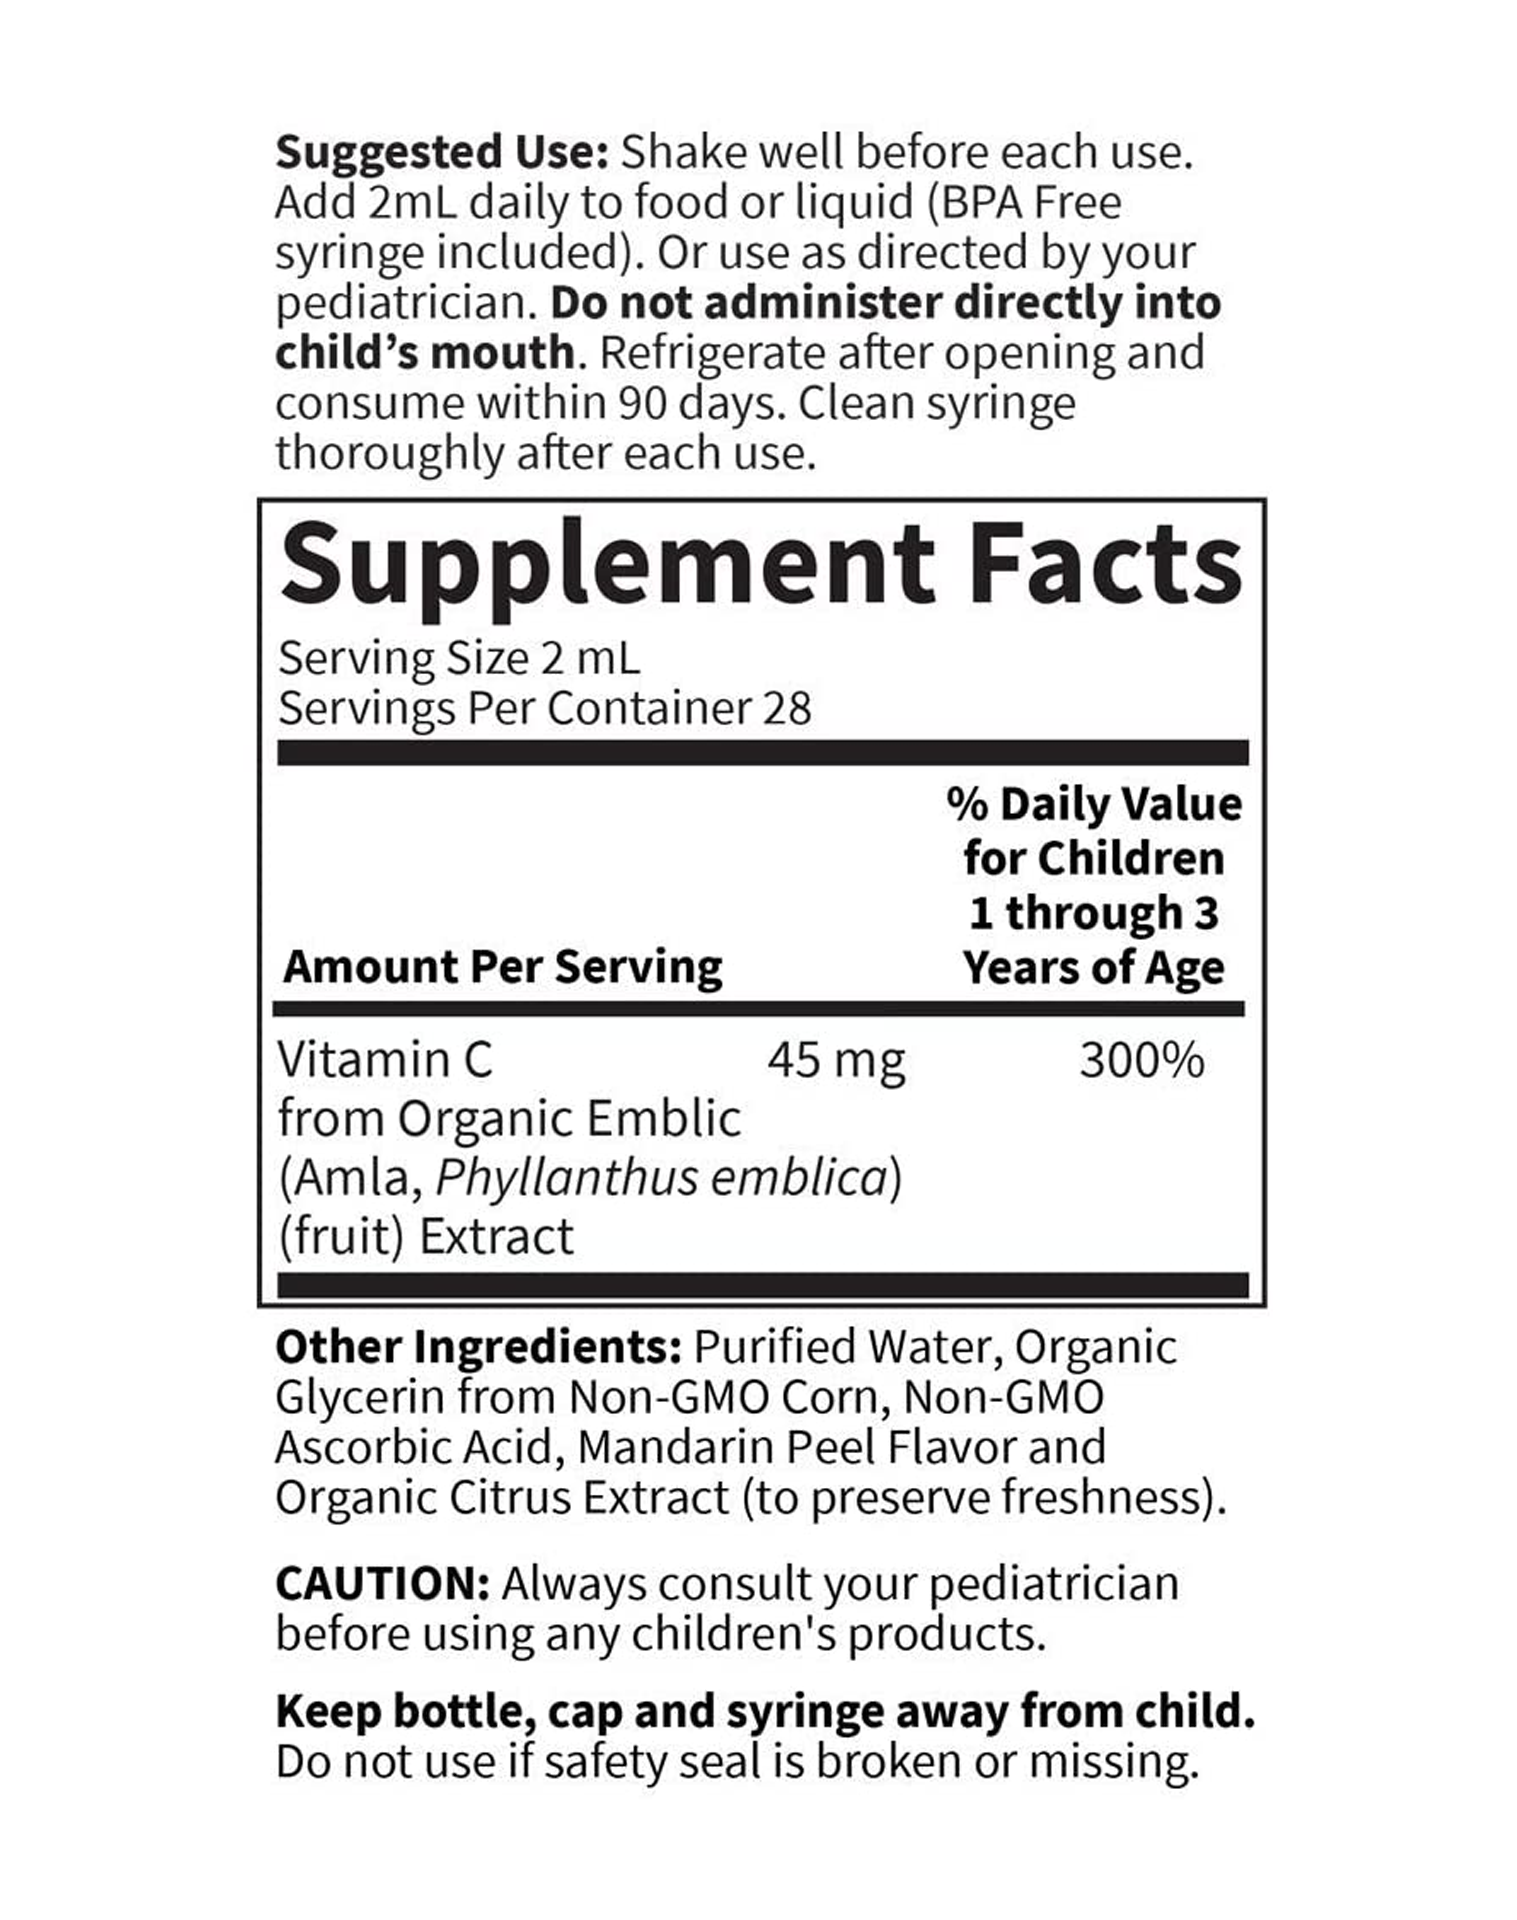 Suggested Use: Shake well before each use.
Add 2mL daily to food or liquid (BPA Free
syringe included). Or use as directed by your
pediatrician. Do not administer directly into
child’s mouth. Refrigerate after opening and
consume within 90 days. Clean syringe
thoroughly after each use.
Supplement Facts
Serving Size 2 mL
Servings Per Container 28
% Daily Value
for Children
1 through 3
Amount Per Serving Years of Age
Vitamin C 45 mg 300%
from Organic Emblic
(Amla, Phyllanthus emblica)
(fruit) Extract
Other Ingredients: Purified Water, Organic
Glycerin from Non-GMO Corn, Non-GMO
Ascorbic Acid, Mandarin Peel Flavor and
Organic Citrus Extract (to preserve freshness).
CAUTION: Always consult your pediatrician
before using any children's products.
Keep bottle, cap and syringe away from child.
Do not use if safety seal is broken or missing.